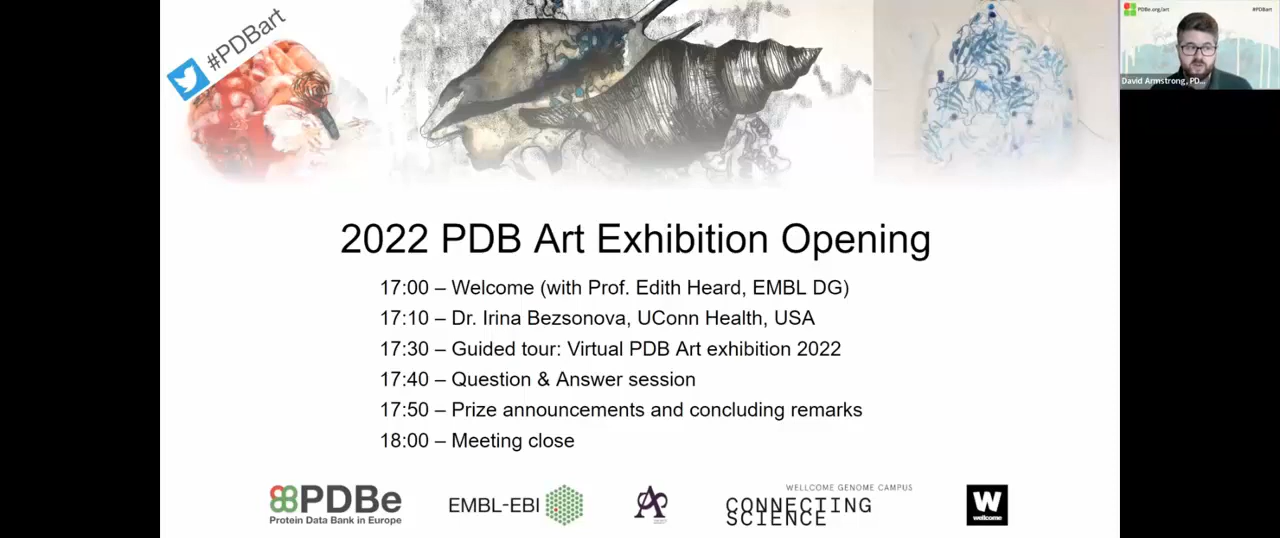 #PDBart
PDBe.org/art
#PDBart
David Armstrong, PD...
2022 PDB Art Exhibition Opening
17:00 – Welcome (with Prof. Edith Heard, EMBL DG)
17:10 – Dr. Irina Bezsonova, UConn Health, USA
17:30 – Guided tour: Virtual PDB Art exhibition 2022
17:40 – Question & Answer session
17:50 – Prize announcements and concluding remarks
18:00 – Meeting close
PDBe
Protein Data Bank in Europe
EMBL-EBI
WELLCOME GENOME CAMPUS
CONNECTING
SCIENCE
W
wellcome